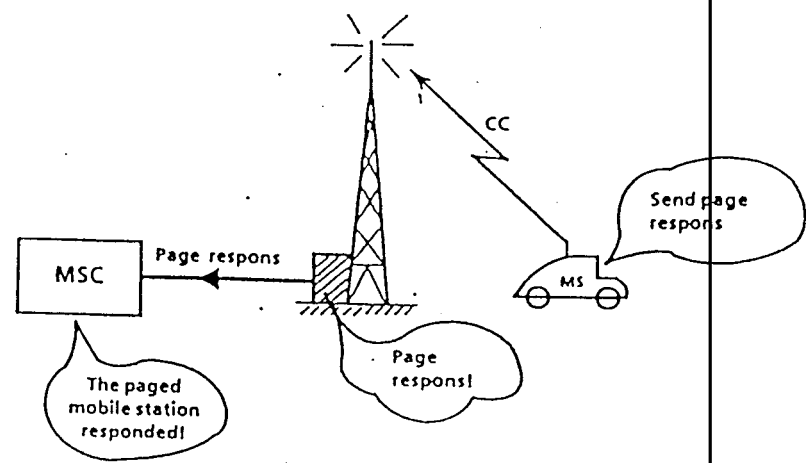 CC
Send page
respons
Page respons
MSC
MS
Page
respons!
The paged
mobile station
responded!